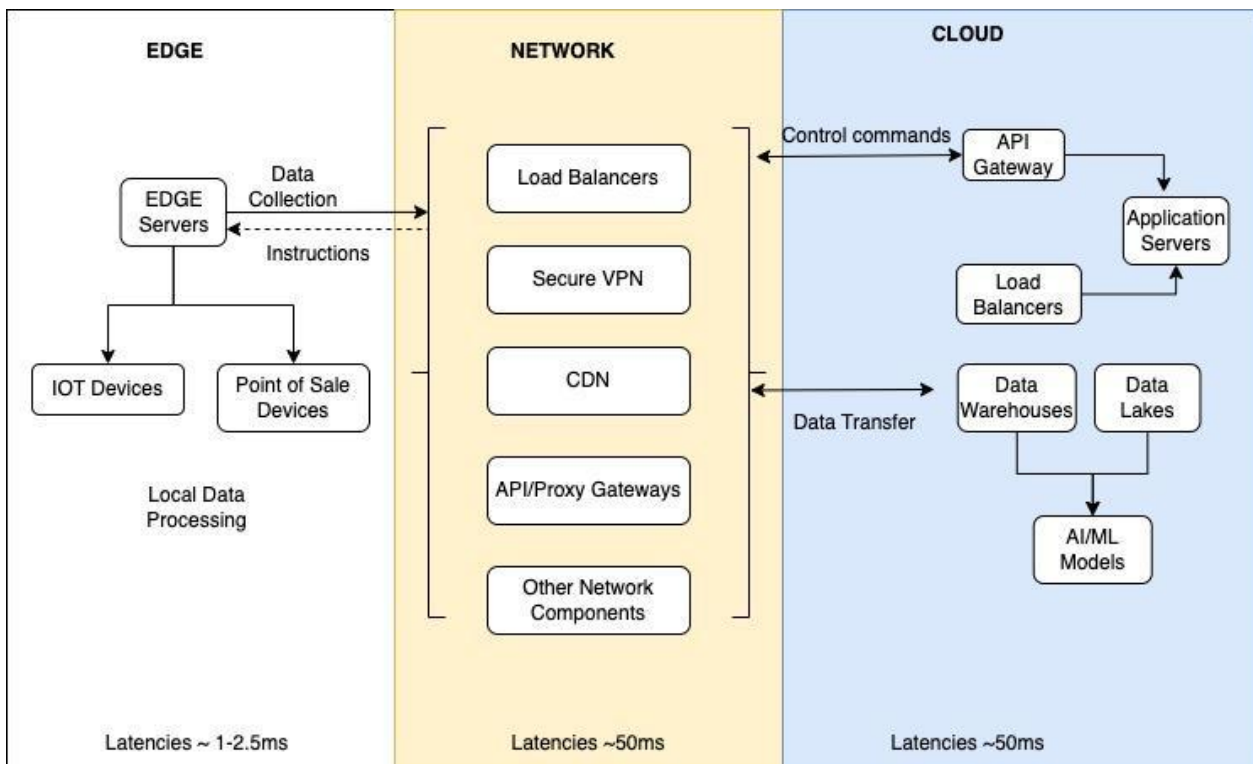 EDGE
NETWORK
CLOUD
EDGE
Servers
Data
Collection
Instructions
IOT Devices
Point of Sale
Devices
Local Data
Processing
Latencies ~ 1-2.5ms
Load Balancers
Secure VPN
CDN
API/Proxy Gateways
Other Network
Components
Latencies ~50ms
Control commands
API
Gateway
Application
Servers
Load
Balancers
Data Transfer
Data
Warehouses
Data
Lakes
AI/ML
Models
Latencies ~50ms